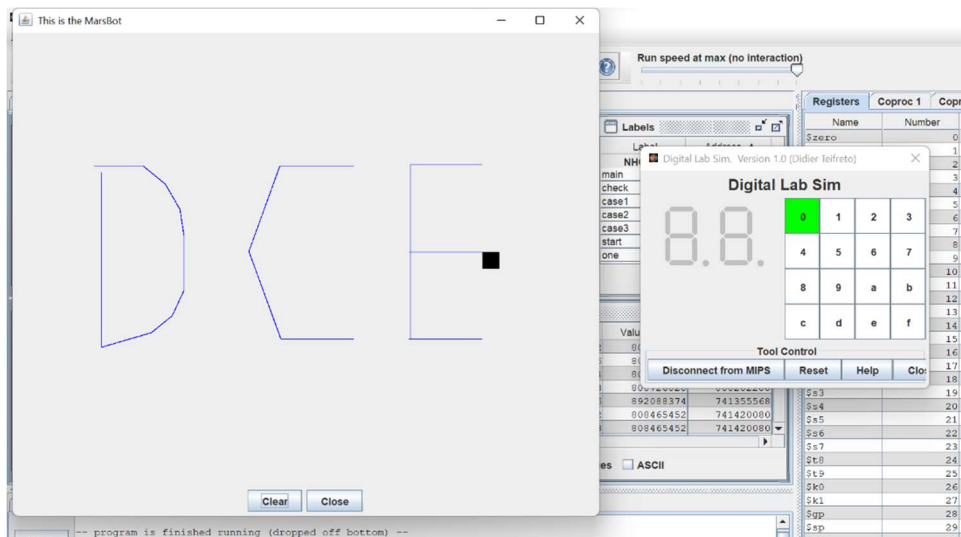 This is the MarsBot
DCE
Clear
Close
Run speed at max (no interaction)
Registers
Coproc 1
Name
Number
$zero
0
1
2
3
4
5
6
7
8
9
10
11
12
13
14
15
16
17
18
$s3 19
$s4 20
$s5 21
$s6 22
$s7 23
$t8 24
$t9 25
$k0 26
$k1 27
$gp 28
$sp 29
Labels
Label
main
check
case1
case2
case3
start
one
Digital Lab Sim, Version 1.0 (Didier Teifreto)
Digital Lab Sim
8.8.
0 1 2 3
4 5 6 7
8 9 a b
c d e f
Tool Control
Disconnect from MIPS
Reset
Help
892088374 741355568
808465452 741420080
808465452 741420080
ASCII
-- program is finished running (dropped off bottom) --